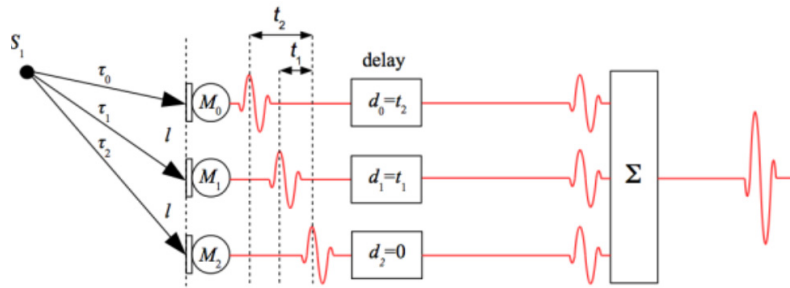 t₂
S₁
t₁
delay
τ₀
M₀
d₀=t₂
τ₁
l
τ₂
M₁
d₁=t₁
Σ
l
M₂
d₂=0